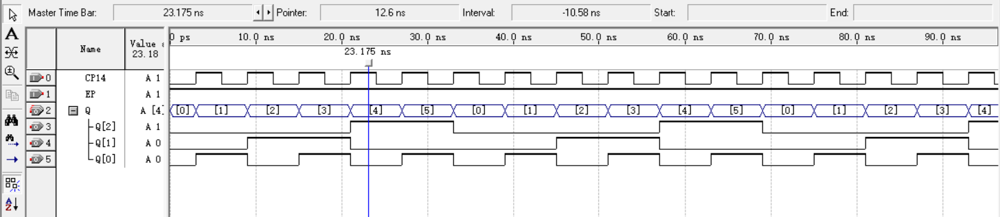 Master Time Bar: 23.175 ns Pointer: 12.6 ns Interval: -10.58 ns Start: End:
A
0 ps 10.0 ns 20.0 ns 30.0 ns 40.0 ns 50.0 ns 60.0 ns 70.0 ns 80.0 ns 90.0 ns
Name
Value
23.18
23.175 ns
0 CP14 A 1
1 EP A 1
2 Q A [4] [0] [1] [2] [3] [4] [5] [0] [1] [2] [3] [4] [5] [0] [1] [2] [3] [4]
3 Q[2] A 1
4 Q[1] A 0
5 Q[0] A 0
A
Z